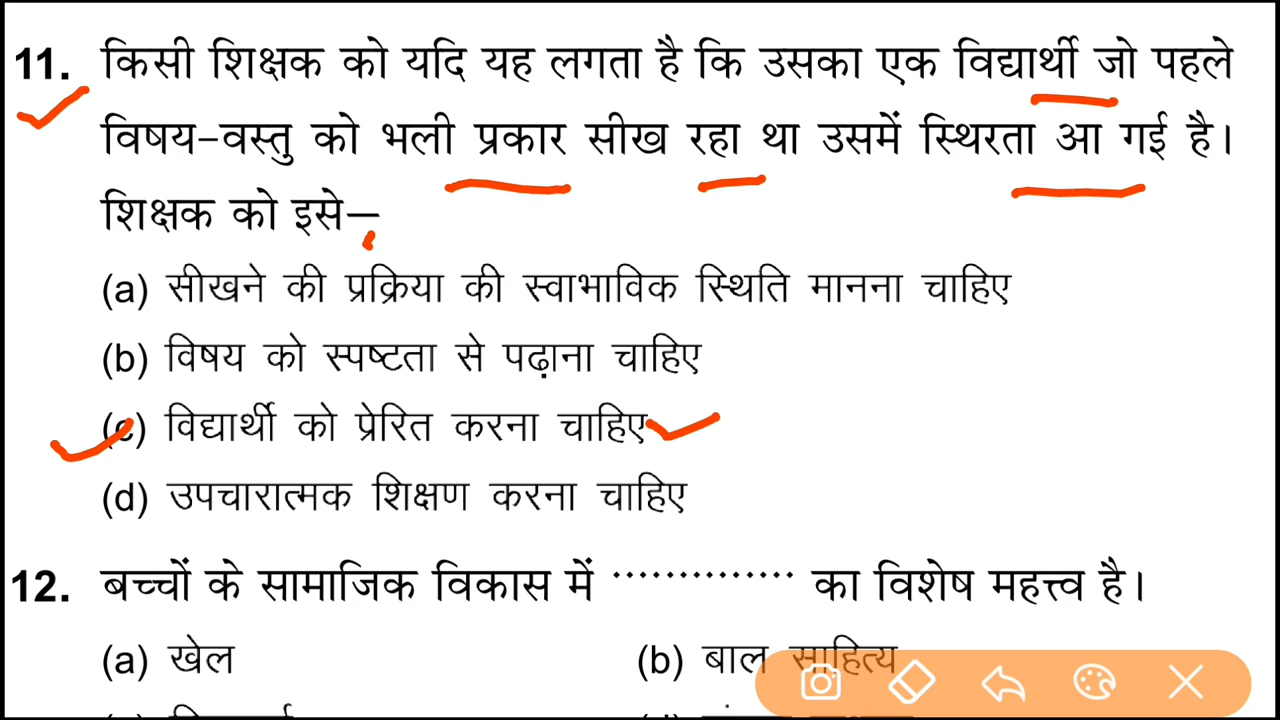 11. किसी शिक्षक को यदि यह लगता है कि उसका एक विद्यार्थी जो पहले
विषय-वस्तु को भली प्रकार सीख रहा था उसमें स्थिरता आ गई है।
शिक्षक को इसे—
(a) सीखने की प्रक्रिया की स्वाभाविक स्थिति मानना चाहिए
(b) विषय को स्पष्टता से पढ़ाना चाहिए
(c) विद्यार्थी को प्रेरित करना चाहिए
(d) उपचारात्मक शिक्षण करना चाहिए
12. बच्चों के सामाजिक विकास में ............... का विशेष महत्त्व है।
(a) खेल (b) बाल साहित्य